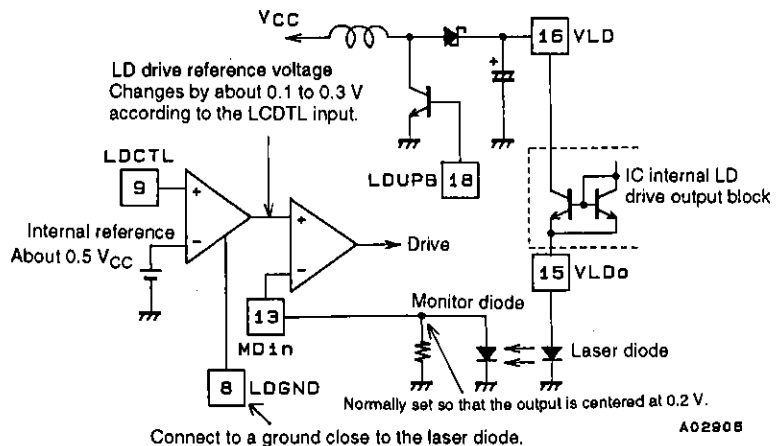 VCC
16 VLD
LD drive reference voltage
Changes by about 0.1 to 0.3 V
according to the LCDTL input.
LDCTL
9
LDUPB 18
IC internal LD
drive output block
+
+
-
+
-
Internal reference
About 0.5 VCC
Drive
15 VLDo
13
MDin
Monitor diode
Laser diode
8 LDGND
Normally set so that the output is centered at 0.2 V.
Connect to a ground close to the laser diode.
A02905